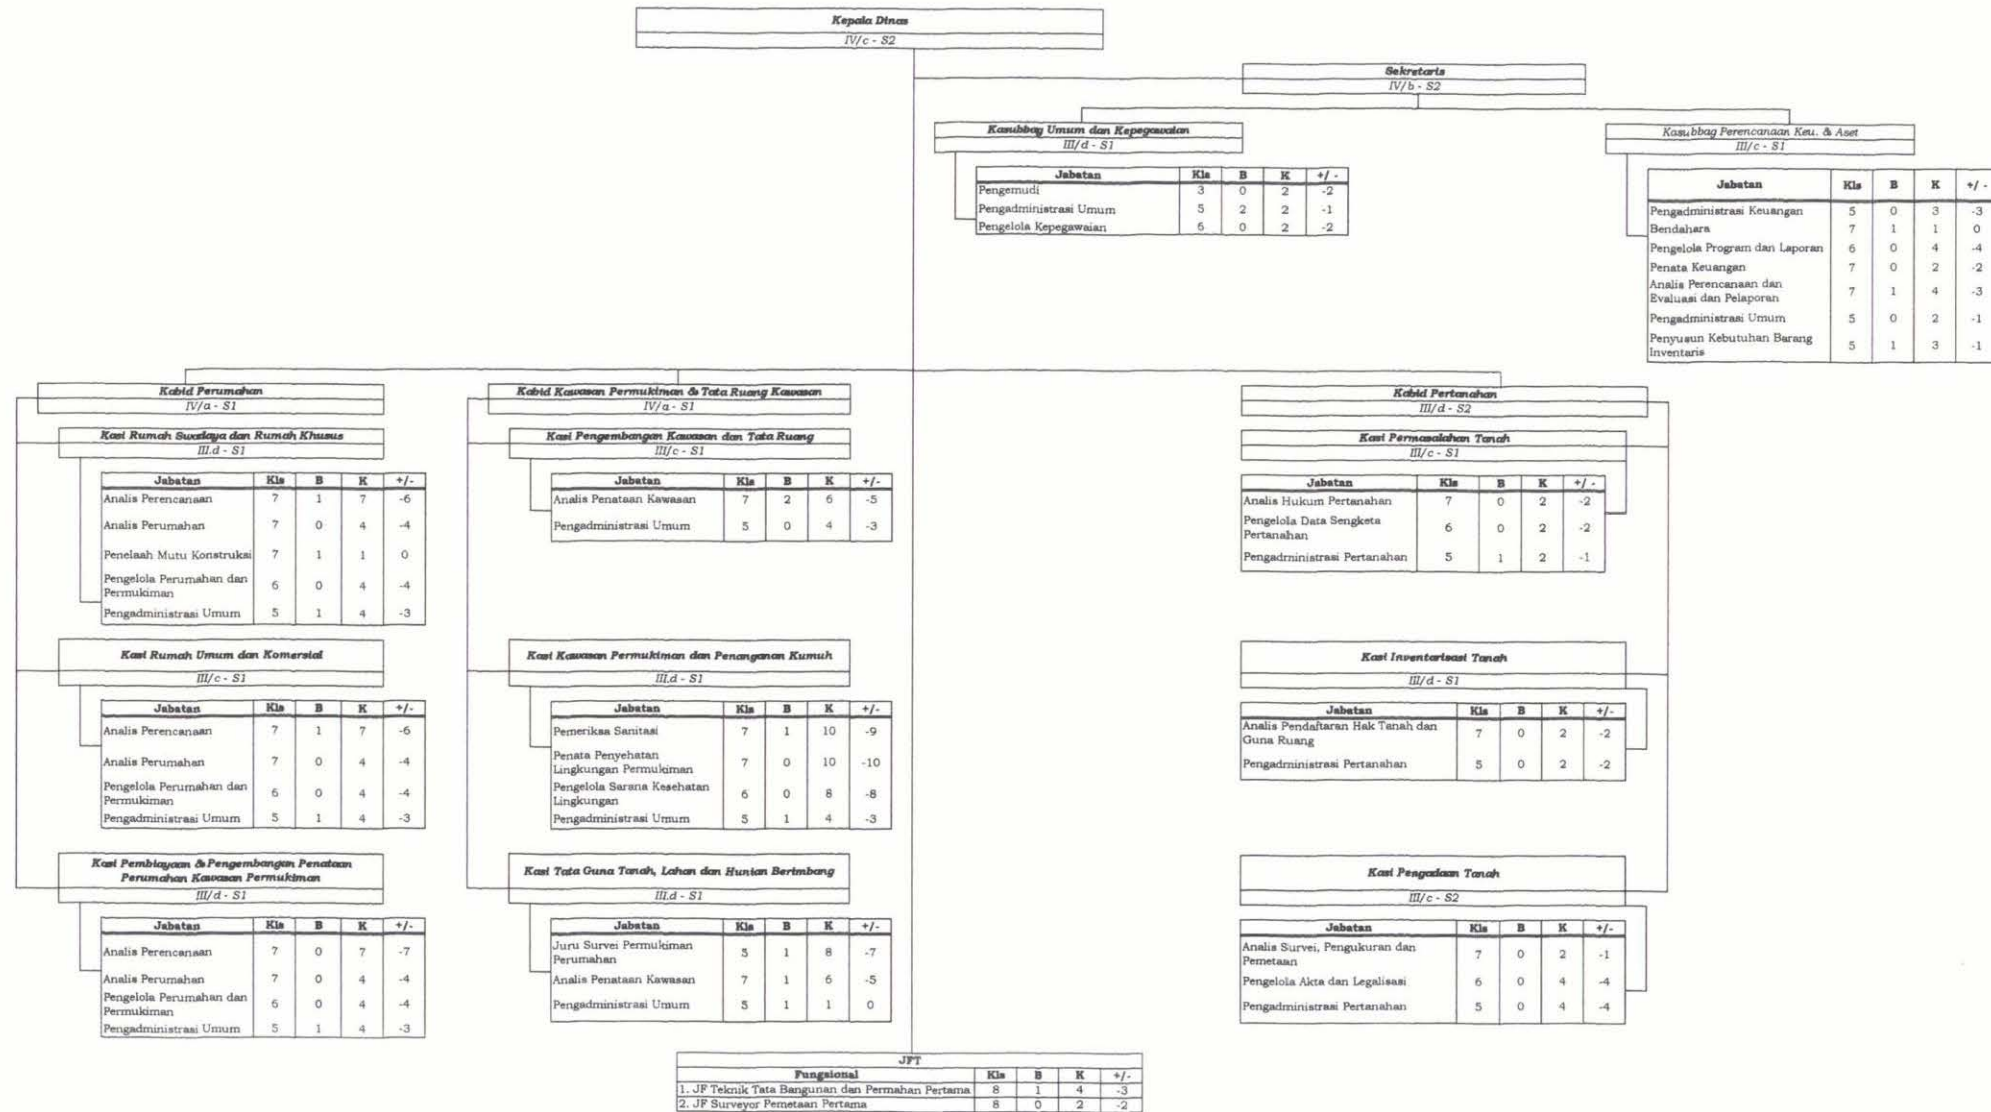 Kepala Dinas
IV/c - S2
Sekretaris
IV/b - S2
Kasubbag Umum dan Kepegawaian
III/d - S1
Jabatan Kls B K +/ -
Pengemudi 3 0 2 -2
Pengadministrasi Umum 5 2 2 -1
Pengelola Kepegawaian 6 0 2 -2
Kasubbag Perencanaan Keu. & Aset
III/c - S1
Jabatan Kls B K +/ -
Pengadministrasi Keuangan 5 0 3 -3
Bendahara 7 1 1 0
Pengelola Program dan Laporan 6 0 4 -4
Penata Keuangan 7 0 2 -2
Analis Perencanaan dan
Evaluasi dan Pelaporan 7 1 4 -3
Pengadministrasi Umum 5 0 2 -1
Penyusun Kebutuhan Barang
Inventaris 5 1 3 -1
Kabid Perumahan
IV/a - S1
Kasi Rumah Swadaya dan Rumah Khusus
III.d - S1
Jabatan Kls B K +/-
Analis Perencanaan 7 1 7 -6
Analis Perumahan 7 0 4 -4
Penelaah Mutu Konstruksi 7 1 1 0
Pengelola Perumahan dan
Permukiman 6 0 4 -4
Pengadministrasi Umum 5 1 4 -3
Kasi Rumah Umum dan Komersial
III/c - S1
Jabatan Kls B K +/-
Analis Perencanaan 7 1 7 -6
Analis Perumahan 7 0 4 -4
Pengelola Perumahan dan
Permukiman 6 0 4 -4
Pengadministrasi Umum 5 1 4 -3
Kasi Pembiayaan & Pengembangan Penataan
Perumahan Kawasan Permukiman
III/d - S1
Jabatan Kls B K +/-
Analis Perencanaan 7 0 7 -7
Analis Perumahan 7 0 4 -4
Pengelola Perumahan dan
Permukiman 6 0 4 -4
Pengadministrasi Umum 5 1 4 -3
Kabid Kawasan Permukiman & Tata Ruang Kawasan
IV/a - S1
Kasi Pengembangan Kawasan dan Tata Ruang
III/c - S1
Jabatan Kls B K +/-
Analis Penataan Kawasan 7 2 6 -5
Pengadministrasi Umum 5 0 4 -3
Kasi Kawasan Permukiman dan Penanganan Kumuh
III.d - S1
Jabatan Kls B K +/-
Pemeriksa Sanitasi 7 1 10 -9
Penata Penyehatan
Lingkungan Permukiman 7 0 10 -10
Pengelola Sarana Kesehatan
Lingkungan 6 0 8 -8
Pengadministrasi Umum 5 1 4 -3
Kasi Tata Guna Tanah, Lahan dan Hunian Berimbang
III.d - S1
Jabatan Kls B K +/-
Juru Survei Permukiman
Perumahan 5 1 8 -7
Analis Penataan Kawasan 7 1 6 -5
Pengadministrasi Umum 5 1 1 0
Kabid Pertanahan
III/d - S2
Kasi Permasalahan Tanah
III/c - S1
Jabatan Kls B K +/ -
Analis Hukum Pertanahan 7 0 2 -2
Pengelola Data Sengketa
Pertanahan 6 0 2 -2
Pengadministrasi Pertanahan 5 1 2 -1
Kasi Inventarisasi Tanah
III/d - S1
Jabatan Kls B K +/-
Analis Pendaftaran Hak Tanah dan
Guna Ruang 7 0 2 -2
Pengadministrasi Pertanahan 5 0 2 -2
Kasi Pengadaan Tanah
III/c - S2
Jabatan Kls B K +/-
Analis Survei, Pengukuran dan
Pemetaan 7 0 2 -1
Pengelola Akta dan Legalisasi 6 0 4 -4
Pengadministrasi Pertanahan 5 0 4 -4
JFT
Fungsional Kls B K +/-
1. JF Teknik Tata Bangunan dan Permahan Pertama 8 1 4 -3
2. JF Surveyor Pemetaan Pertama 8 0 2 -2